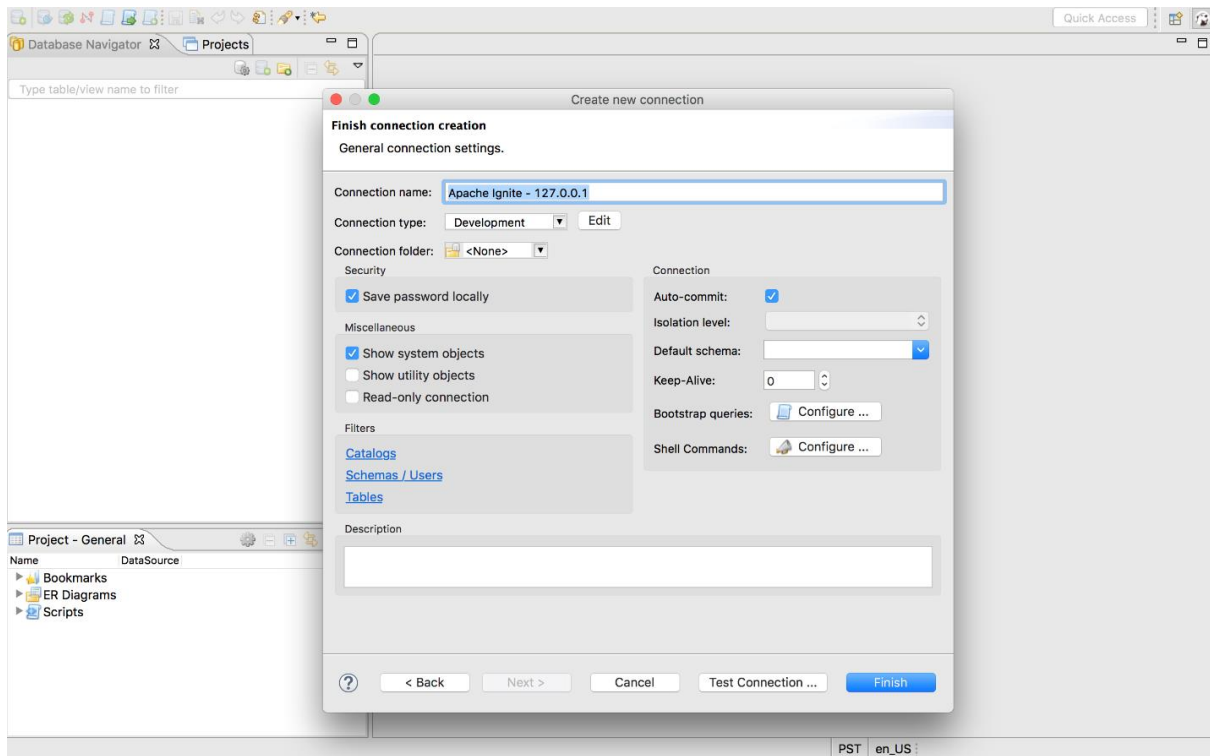 Quick Access
Database Navigator
Projects
Type table/view name to filter
Create new connection
Finish connection creation
General connection settings.
Connection name: Apache Ignite - 127.0.0.1
Connection type: Development Edit
Connection folder: <None>
Security
Save password locally
Miscellaneous
Show system objects
Show utility objects
Read-only connection
Filters
Catalogs
Schemas / Users
Tables
Connection
Auto-commit:
Isolation level:
Default schema:
Keep-Alive: 0
Bootstrap queries: Configure ...
Shell Commands: Configure ...
Description
Project - General
Name DataSource
Bookmarks
ER Diagrams
Scripts
? < Back Next > Cancel Test Connection ... Finish
PST en_US